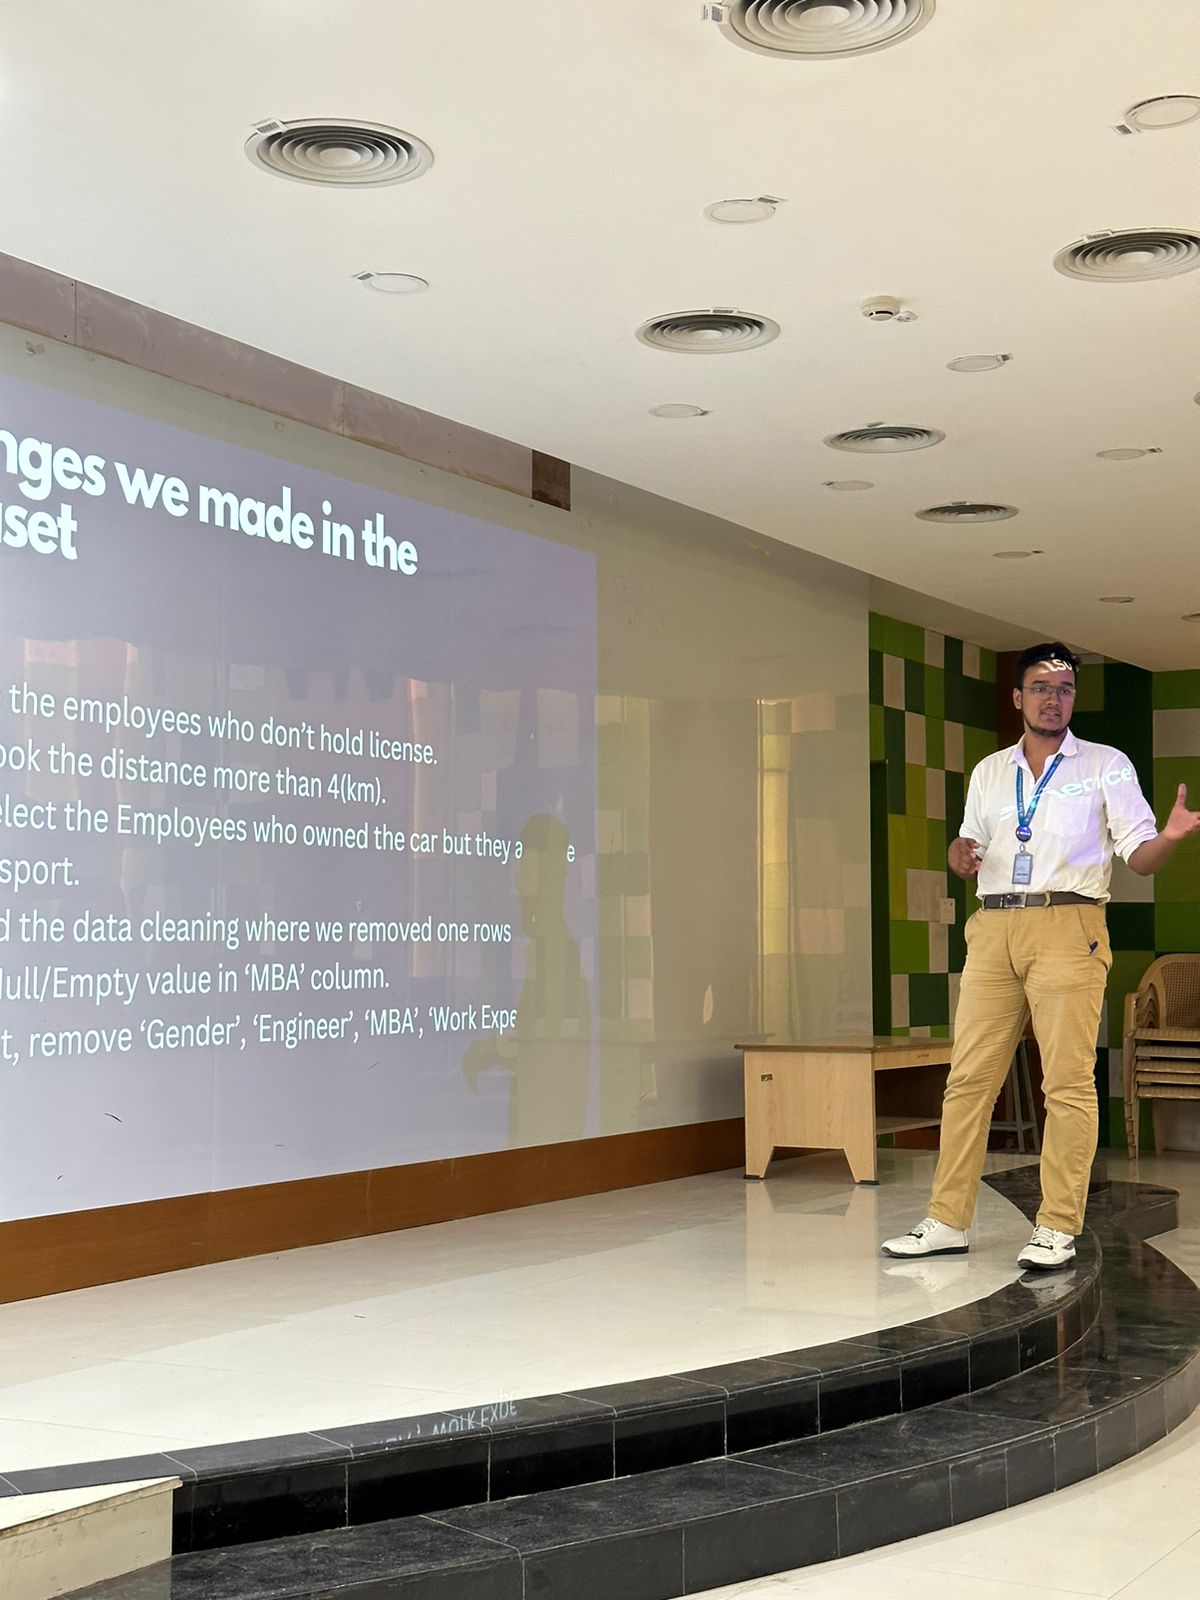 nges we made in the
set
the employees who don't hold license.
ook the distance more than 4(km).
elect the Employees who owned the car but they a e
sport.
d the data cleaning where we removed one rows
Null/Empty value in 'MBA' column.
t, remove 'Gender', 'Engineer', 'MBA', 'Work Expe